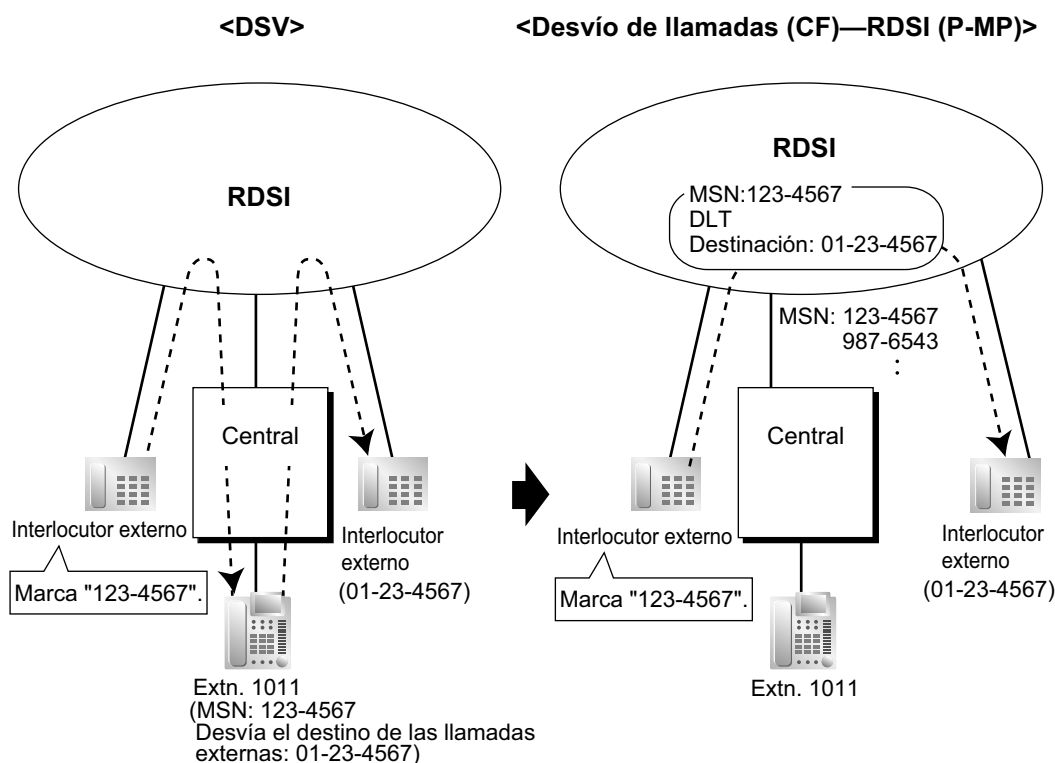 <DSV>
<Desvío de llamadas (CF)—RDSI (P-MP)>
RDSI
Central
Interlocutor externo
Marca "123-4567".
Interlocutor
externo
(01-23-4567)
Extn. 1011
(MSN: 123-4567
Desvía el destino de las llamadas
externas: 01-23-4567)
RDSI
MSN:123-4567
DLT
Destinación: 01-23-4567
MSN: 123-4567
987-6543
:
Central
Interlocutor externo
Marca "123-4567".
Interlocutor
externo
(01-23-4567)
Extn. 1011